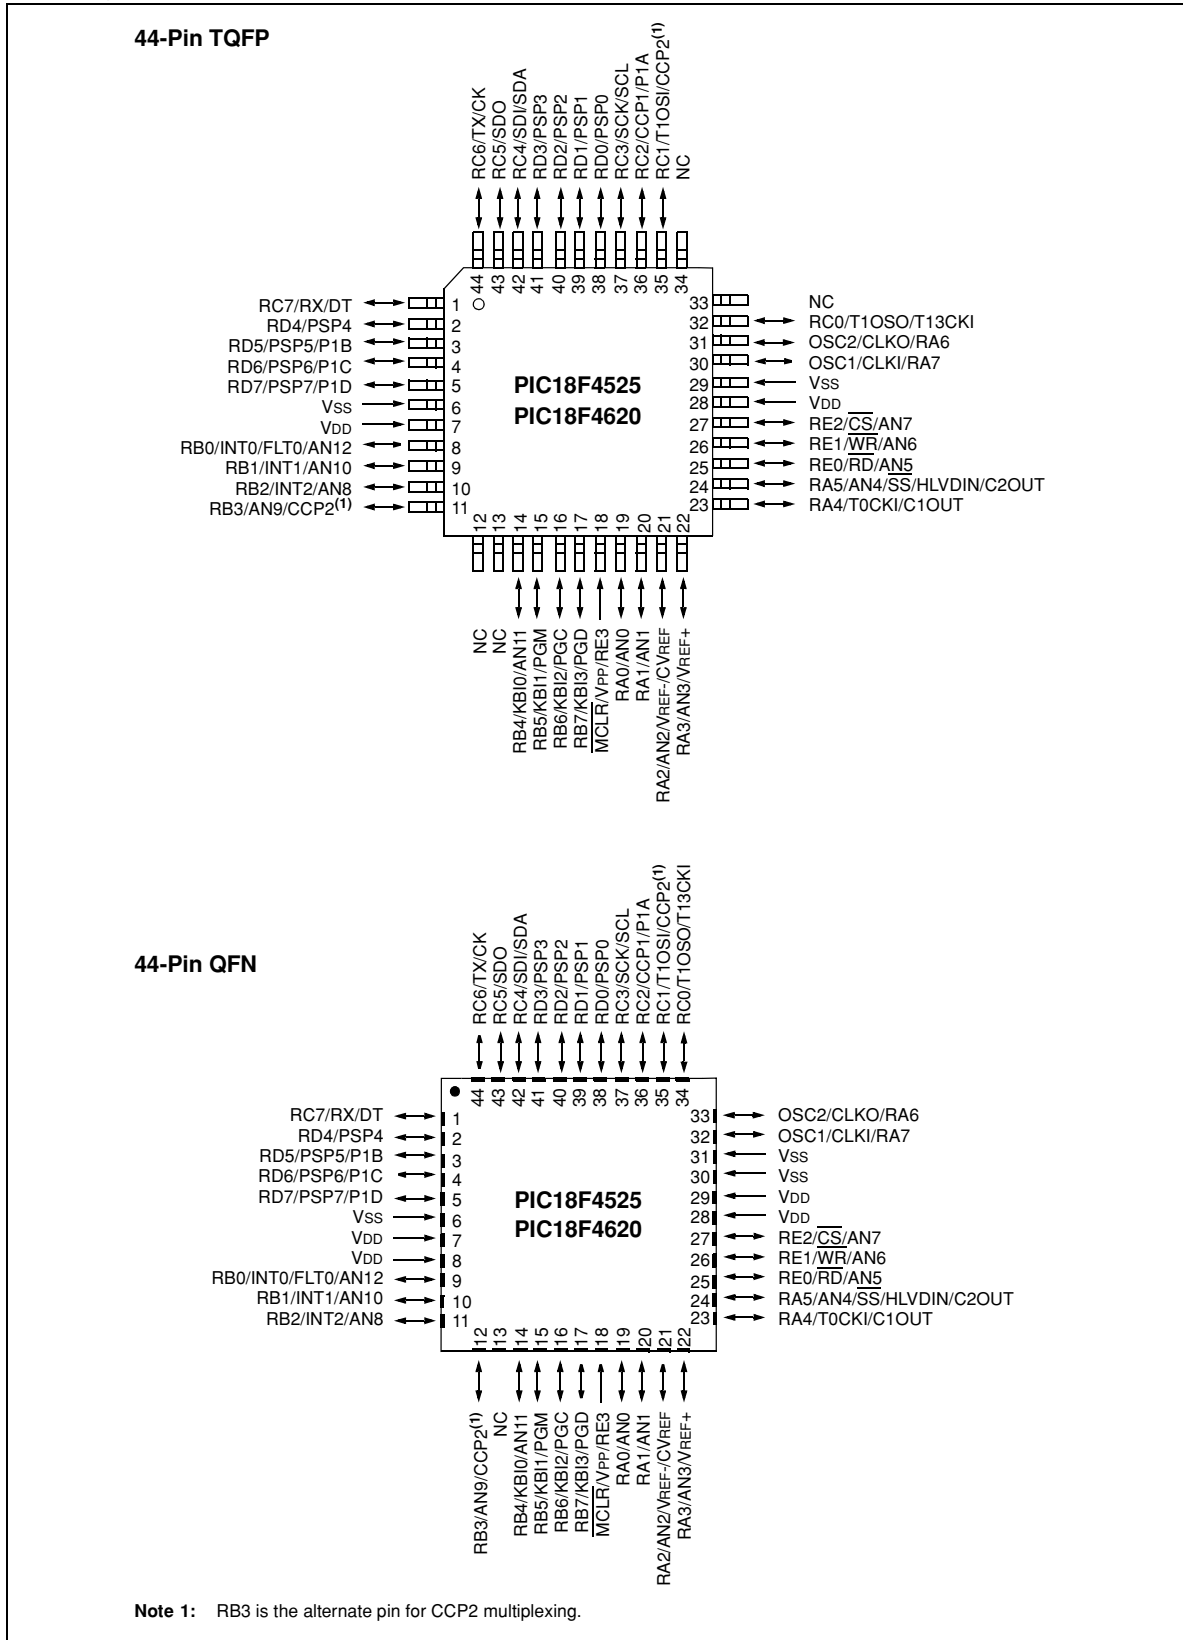 44-Pin TQFP
RC6/TX/CK
RC5/SDO
RC4/SDI/SDA
RD3/PSP3
RD2/PSP2
RD1/PSP1
RD0/PSP0
RC3/SCK/SCL
RC2/CCP1/P1A
RC1/T1OSI/CCP2(1)
NC
44
43
42
41
40
39
38
37
36
35
34
RC7/RX/DT 1
RD4/PSP4 2
RD5/PSP5/P1B 3
RD6/PSP6/P1C 4
RD7/PSP7/P1D 5
VSS 6
VDD 7
RB0/INT0/FLT0/AN12 8
RB1/INT1/AN10 9
RB2/INT2/AN8 10
RB3/AN9/CCP2(1) 11
PIC18F4525
PIC18F4620
33 NC
32 RC0/T1OSO/T13CKI
31 OSC2/CLKO/RA6
30 OSC1/CLKI/RA7
29 VSS
28 VDD
27 RE2/CS/AN7
26 RE1/WR/AN6
25 RE0/RD/AN5
24 RA5/AN4/SS/HLVDIN/C2OUT
23 RA4/T0CKI/C1OUT
12
13
14
15
16
17
18
19
20
21
22
NC
NC
RB4/KBI0/AN11
RB5/KBI1/PGM
RB6/KBI2/PGC
RB7/KBI3/PGD
MCLR/VPP/RE3
RA0/AN0
RA1/AN1
RA2/AN2/VREF-/CVREF
RA3/AN3/VREF+
44-Pin QFN
RC6/TX/CK
RC5/SDO
RC4/SDI/SDA
RD3/PSP3
RD2/PSP2
RD1/PSP1
RD0/PSP0
RC3/SCK/SCL
RC2/CCP1/P1A
RC1/T1OSI/CCP2(1)
RC0/T1OSO/T13CKI
44
43
42
41
40
39
38
37
36
35
34
RC7/RX/DT 1
RD4/PSP4 2
RD5/PSP5/P1B 3
RD6/PSP6/P1C 4
RD7/PSP7/P1D 5
VSS 6
VDD 7
VDD 8
RB0/INT0/FLT0/AN12 9
RB1/INT1/AN10 10
RB2/INT2/AN8 11
PIC18F4525
PIC18F4620
33 OSC2/CLKO/RA6
32 OSC1/CLKI/RA7
31 VSS
30 VSS
29 VDD
28 VDD
27 RE2/CS/AN7
26 RE1/WR/AN6
25 RE0/RD/AN5
24 RA5/AN4/SS/HLVDIN/C2OUT
23 RA4/T0CKI/C1OUT
12
13
14
15
16
17
18
19
20
21
22
RB3/AN9/CCP2(1)
NC
RB4/KBI0/AN11
RB5/KBI1/PGM
RB6/KBI2/PGC
RB7/KBI3/PGD
MCLR/VPP/RE3
RA0/AN0
RA1/AN1
RA2/AN2/VREF-/CVREF
RA3/AN3/VREF+
Note 1: RB3 is the alternate pin for CCP2 multiplexing.